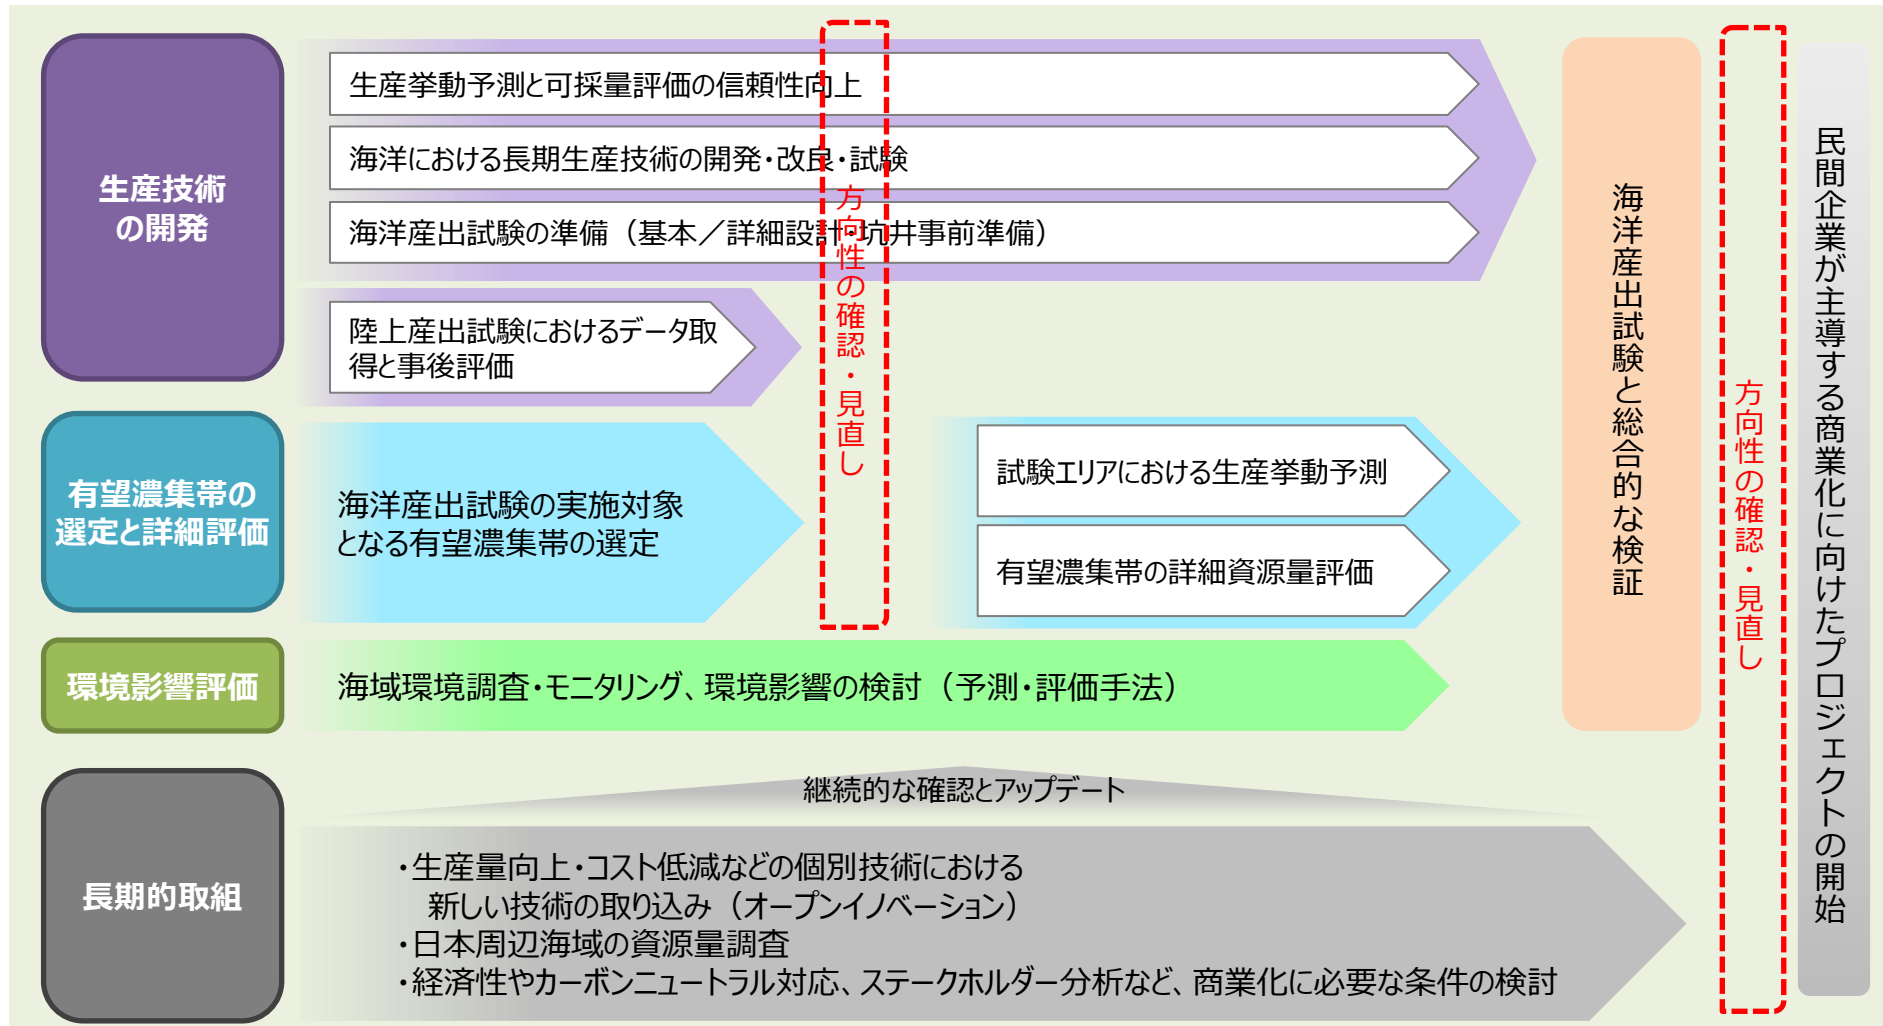 生産技術
の開発
生産挙動予測と可採量評価の信頼性向上
海洋における長期生産技術の開発・改良・試験
海洋産出試験の準備（基本／詳細設計・坑井事前準備）
陸上産出試験におけるデータ取
得と事後評価
方向性の確認・見直し
有望濃集帯の
選定と詳細評価
海洋産出試験の実施対象
となる有望濃集帯の選定
試験エリアにおける生産挙動予測
有望濃集帯の詳細資源量評価
環境影響評価
海域環境調査・モニタリング、環境影響の検討（予測・評価手法）
海洋産出試験と総合的な検証
方向性の確認・見直し
民間企業が主導する商業化に向けたプロジェクトの開始
長期的取組
継続的な確認とアップデート
・生産量向上・コスト低減などの個別技術における
新しい技術の取り込み（オープンイノベーション）
・日本周辺海域の資源量調査
・経済性やカーボンニュートラル対応、ステークホルダー分析など、商業化に必要な条件の検討